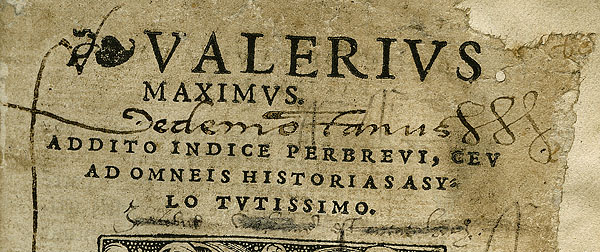 VALERIVS
MAXIMVS.
ADDITO INDICE PERBREVI, CEV
AD OMNEIS HISTORIAS ASY-
LO TVTISSIMO.